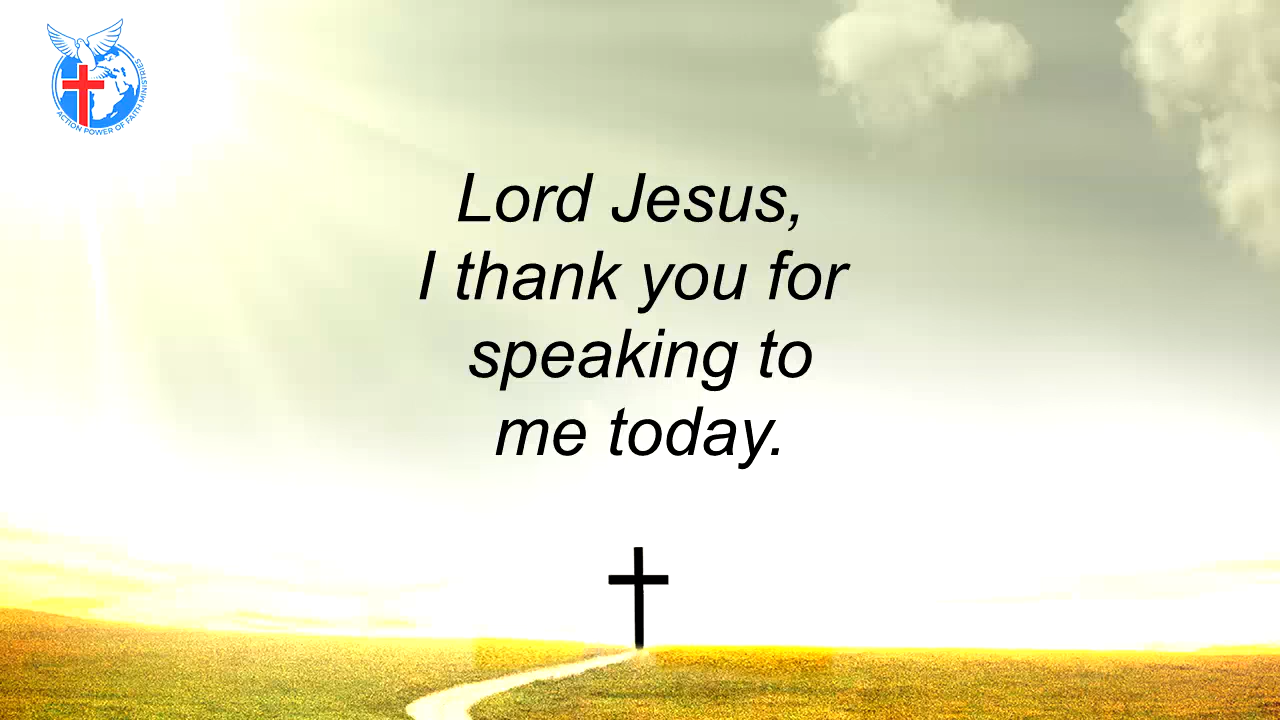 ACTION POWER OF FAITH MINISTRIES
Lord Jesus,
I thank you for
speaking to
me today.